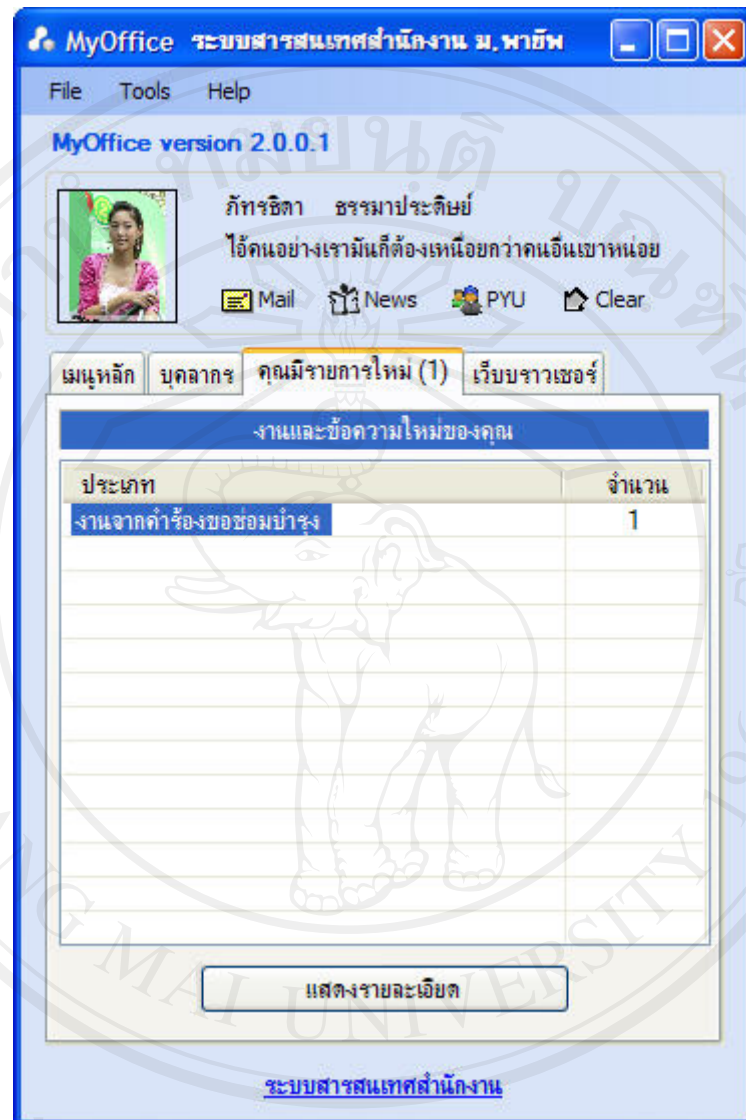 MyOffice ระบบสารสนเทศสำนักงาน ม.พายัพ
File Tools Help
MyOffice version 2.0.0.1
ภัทรธิดา ธรรมาประดิษย์
ไอ้คนอย่างเรามันก็ต้องเหนื่อยกว่าคนอื่นเขาหน่อย
Mail News PYU Clear
เมนูหลัก บุคลากร คุณมีรายการใหม่ (1) เว็บบราวเซอร์
งานและข้อความใหม่ของคุณ
ประเภท จำนวน
งานจากคำร้องขอซ่อมบำรุง 1
แสดงรายละเอียด
ระบบสารสนเทศสำนักงาน